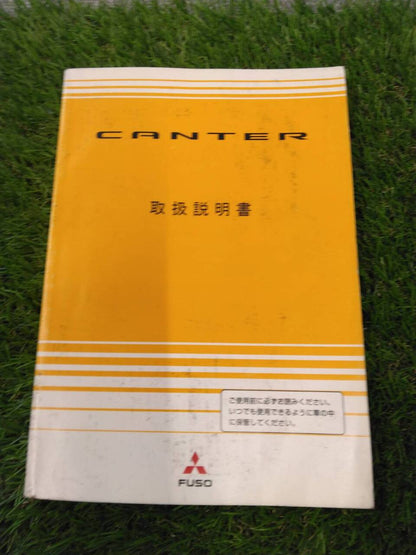 CANTER
取扱説明書
ご使用前に必ずお読みください。
いつでも使用できるように車の中
に保管してください。
FUSO